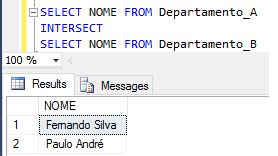 SELECT NOME FROM Departamento_A
INTERSECT
SELECT NOME FROM Departamento_B
100 %
Results Messages
NOME
1 Fernando Silva
2 Paulo André